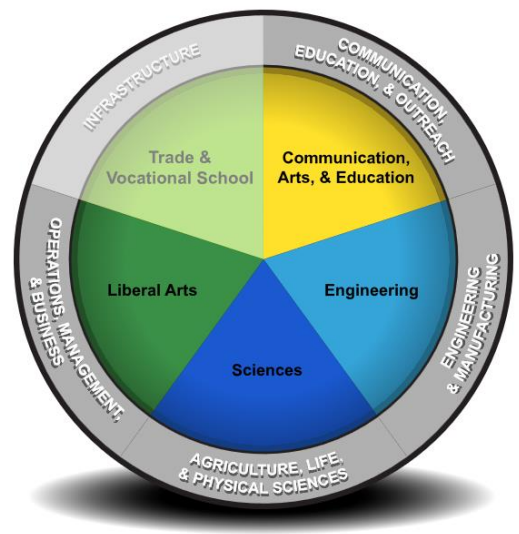 INFRASTRUCTURE
COMMUNICATION,
EDUCATION, & OUTREACH
Trade &
Vocational School
Communication,
Arts, & Education
Liberal Arts
Engineering
Sciences
OPERATIONS, MANAGEMENT,
& BUSINESS
ENGINEERING
& MANUFACTURING
AGRICULTURE, LIFE,
& PHYSICAL SCIENCES